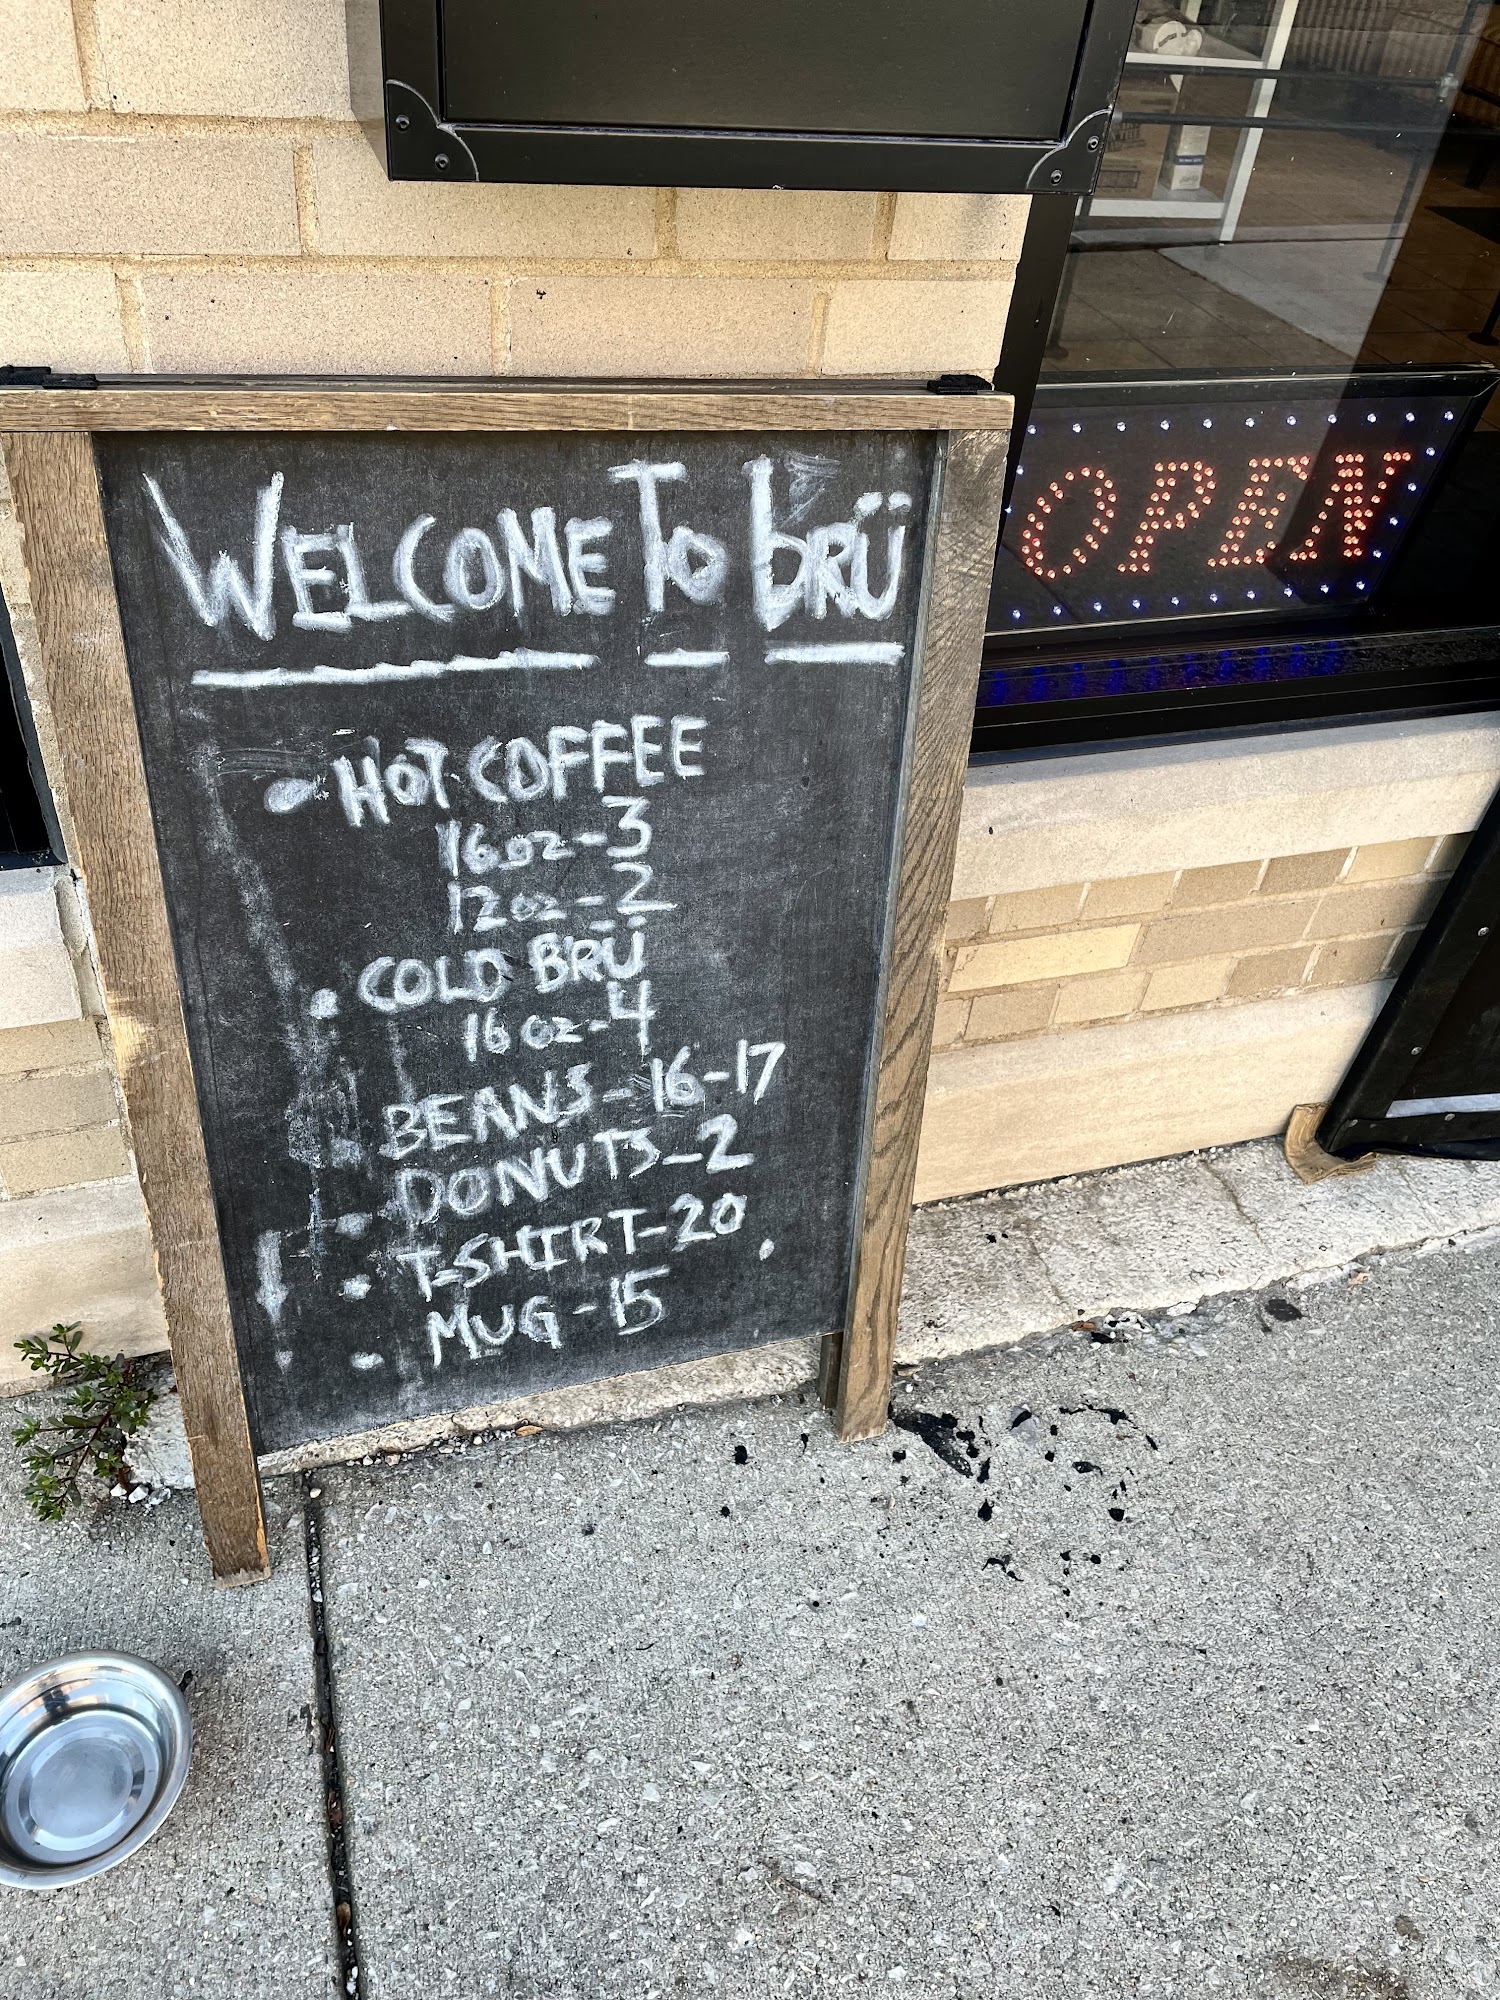 WELCOME TO brü
• HOT COFFEE
16oz - 3
12oz - 2
• COLD BRÜ
16oz - 4
• BEANS - 16-17
• DONUTS - 2
• T-SHIRT - 20
• MUG - 15
OPEN